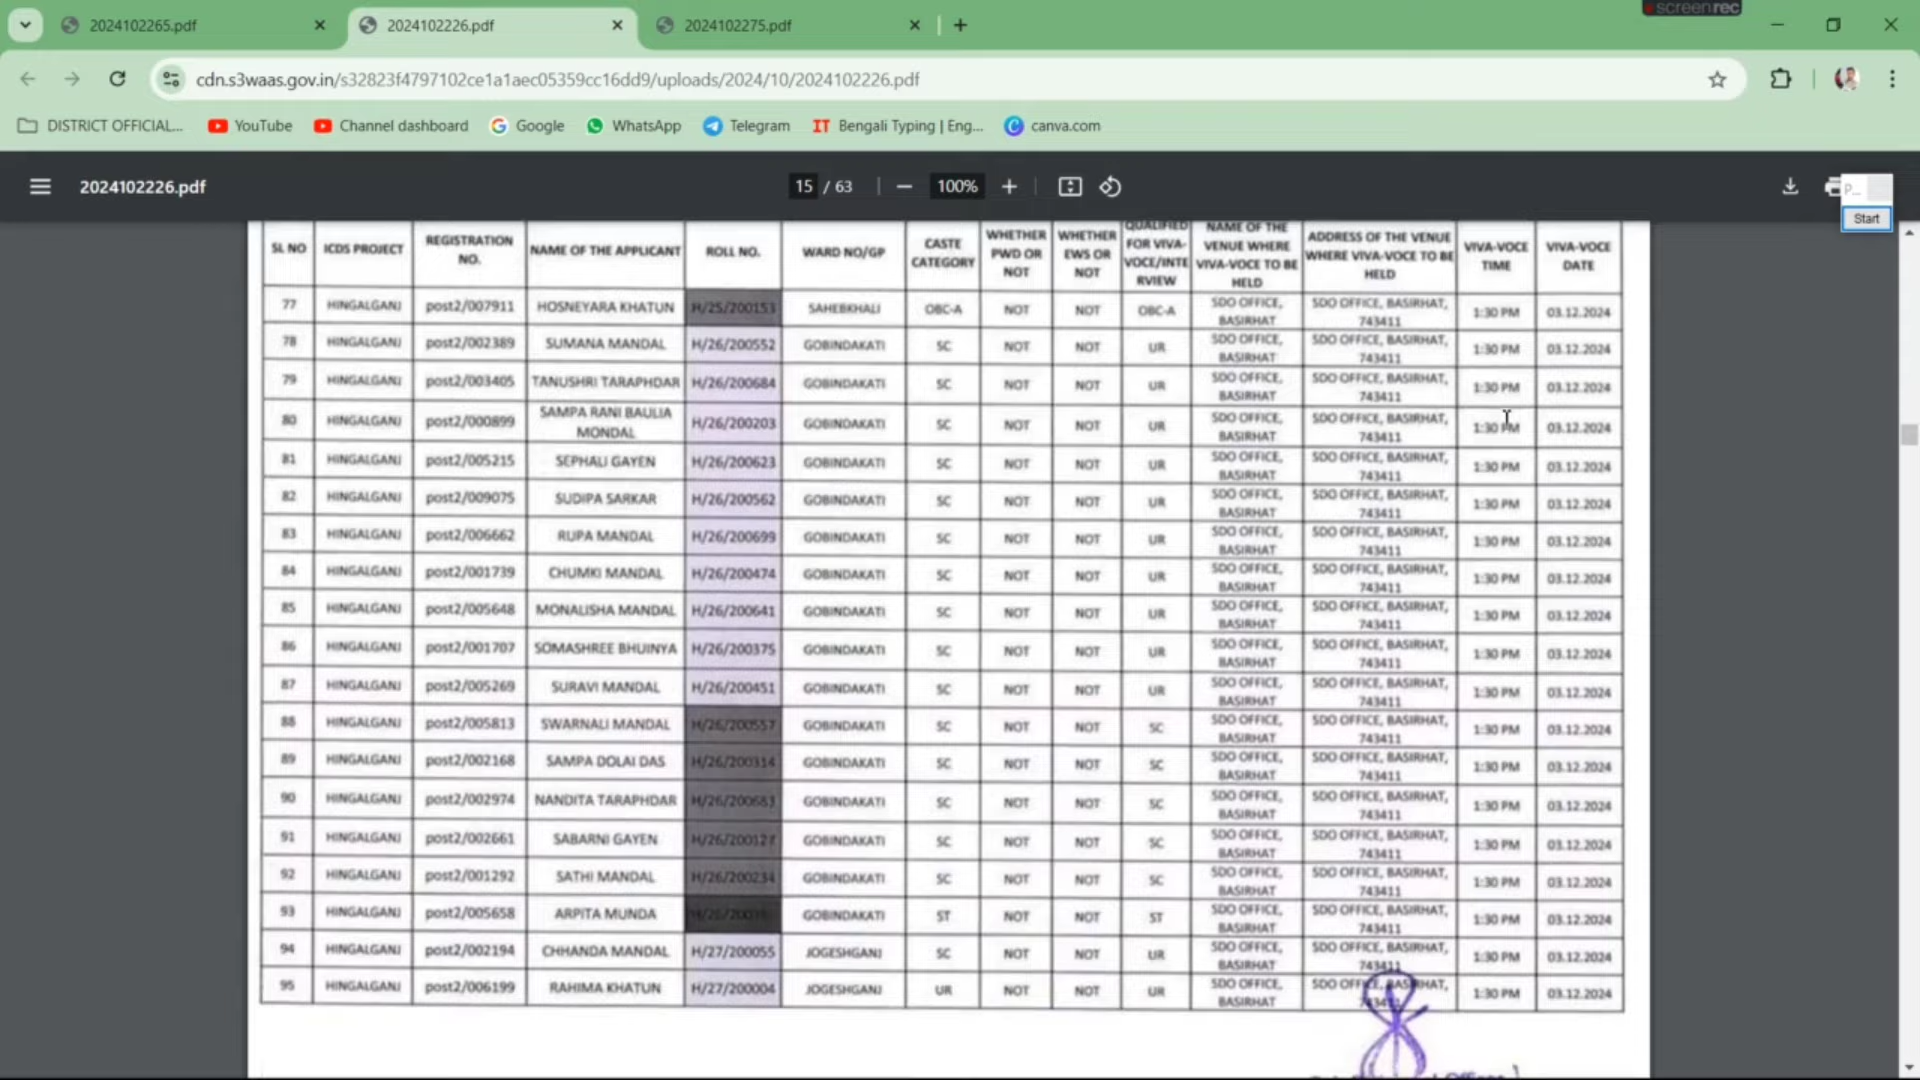 screenrec
2024102265.pdf
2024102226.pdf
2024102275.pdf
cdn.s3waas.gov.in/s32823f4797102ce1a1aec05359cc16dd9/uploads/2024/10/2024102226.pdf
DISTRICT OFFICIAL... YouTube Channel dashboard Google WhatsApp Telegram IT Bengali Typing | Eng... canva.com
2024102226.pdf 15 / 63 100% P...
Start
SL NO ICDS PROJECT REGISTRATION NO. NAME OF THE APPLICANT ROLL NO. WARD NO/GP CASTE CATEGORY WHETHER PWD OR NOT WHETHER EWS OR NOT QUALIFIED FOR VIVA-VOCE/INTERVIEW NAME OF THE VENUE WHERE VIVA-VOCE TO BE HELD ADDRESS OF THE VENUE WHERE VIVA-VOCE TO BE HELD VIVA-VOCE TIME VIVA-VOCE DATE
77 HINGALGANJ post2/007911 HOSNEYARA KHATUN H/25/200153 SAHEBKHALI OBC-A NOT NOT OBC-A SDO OFFICE, BASIRHAT SDO OFFICE, BASIRHAT, 743411 1:30 PM 03.12.2024
78 HINGALGANJ post2/002389 SUMANA MANDAL H/26/200552 GOBINDAKATI SC NOT NOT UR SDO OFFICE, BASIRHAT SDO OFFICE, BASIRHAT, 743411 1:30 PM 03.12.2024
79 HINGALGANJ post2/003405 TANUSHRI TARAPHDAR H/26/200684 GOBINDAKATI SC NOT NOT UR SDO OFFICE, BASIRHAT SDO OFFICE, BASIRHAT, 743411 1:30 PM 03.12.2024
80 HINGALGANJ post2/000899 SAMPA RANI BAULIA MONDAL H/26/200203 GOBINDAKATI SC NOT NOT UR SDO OFFICE, BASIRHAT SDO OFFICE, BASIRHAT, 743411 1:30 PM 03.12.2024
81 HINGALGANJ post2/005215 SEPHALI GAYEN H/26/200623 GOBINDAKATI SC NOT NOT UR SDO OFFICE, BASIRHAT SDO OFFICE, BASIRHAT, 743411 1:30 PM 03.12.2024
82 HINGALGANJ post2/009075 SUDIPA SARKAR H/26/200562 GOBINDAKATI SC NOT NOT UR SDO OFFICE, BASIRHAT SDO OFFICE, BASIRHAT, 743411 1:30 PM 03.12.2024
83 HINGALGANJ post2/006662 RUPA MANDAL H/26/200699 GOBINDAKATI SC NOT NOT UR SDO OFFICE, BASIRHAT SDO OFFICE, BASIRHAT, 743411 1:30 PM 03.12.2024
84 HINGALGANJ post2/001739 CHUMKI MANDAL H/26/200474 GOBINDAKATI SC NOT NOT UR SDO OFFICE, BASIRHAT SDO OFFICE, BASIRHAT, 743411 1:30 PM 03.12.2024
85 HINGALGANJ post2/005648 MONALISHA MANDAL H/26/200641 GOBINDAKATI SC NOT NOT UR SDO OFFICE, BASIRHAT SDO OFFICE, BASIRHAT, 743411 1:30 PM 03.12.2024
86 HINGALGANJ post2/001707 SOMASHREE BHUINYA H/26/200375 GOBINDAKATI SC NOT NOT UR SDO OFFICE, BASIRHAT SDO OFFICE, BASIRHAT, 743411 1:30 PM 03.12.2024
87 HINGALGANJ post2/005269 SURAVI MANDAL H/26/200451 GOBINDAKATI SC NOT NOT UR SDO OFFICE, BASIRHAT SDO OFFICE, BASIRHAT, 743411 1:30 PM 03.12.2024
88 HINGALGANJ post2/005813 SWARNALI MANDAL H/26/200557 GOBINDAKATI SC NOT NOT SC SDO OFFICE, BASIRHAT SDO OFFICE, BASIRHAT, 743411 1:30 PM 03.12.2024
89 HINGALGANJ post2/002168 SAMPA DOLAI DAS H/26/200314 GOBINDAKATI SC NOT NOT SC SDO OFFICE, BASIRHAT SDO OFFICE, BASIRHAT, 743411 1:30 PM 03.12.2024
90 HINGALGANJ post2/002974 NANDITA TARAPHDAR H/26/200683 GOBINDAKATI SC NOT NOT SC SDO OFFICE, BASIRHAT SDO OFFICE, BASIRHAT, 743411 1:30 PM 03.12.2024
91 HINGALGANJ post2/002661 SABARNI GAYEN H/26/200127 GOBINDAKATI SC NOT NOT SC SDO OFFICE, BASIRHAT SDO OFFICE, BASIRHAT, 743411 1:30 PM 03.12.2024
92 HINGALGANJ post2/001292 SATHI MANDAL H/26/200234 GOBINDAKATI SC NOT NOT SC SDO OFFICE, BASIRHAT SDO OFFICE, BASIRHAT, 743411 1:30 PM 03.12.2024
93 HINGALGANJ post2/005658 ARPITA MUNDA GOBINDAKATI ST NOT NOT ST SDO OFFICE, BASIRHAT SDO OFFICE, BASIRHAT, 743411 1:30 PM 03.12.2024
94 HINGALGANJ post2/002194 CHHANDA MANDAL H/27/200055 JOGESHGANJ SC NOT NOT UR SDO OFFICE, BASIRHAT SDO OFFICE, BASIRHAT, 743411 1:30 PM 03.12.2024
95 HINGALGANJ post2/006199 RAHIMA KHATUN H/27/200004 JOGESHGANJ UR NOT NOT UR SDO OFFICE, BASIRHAT SDO OFFICE, BASIRHAT, 743411 1:30 PM 03.12.2024